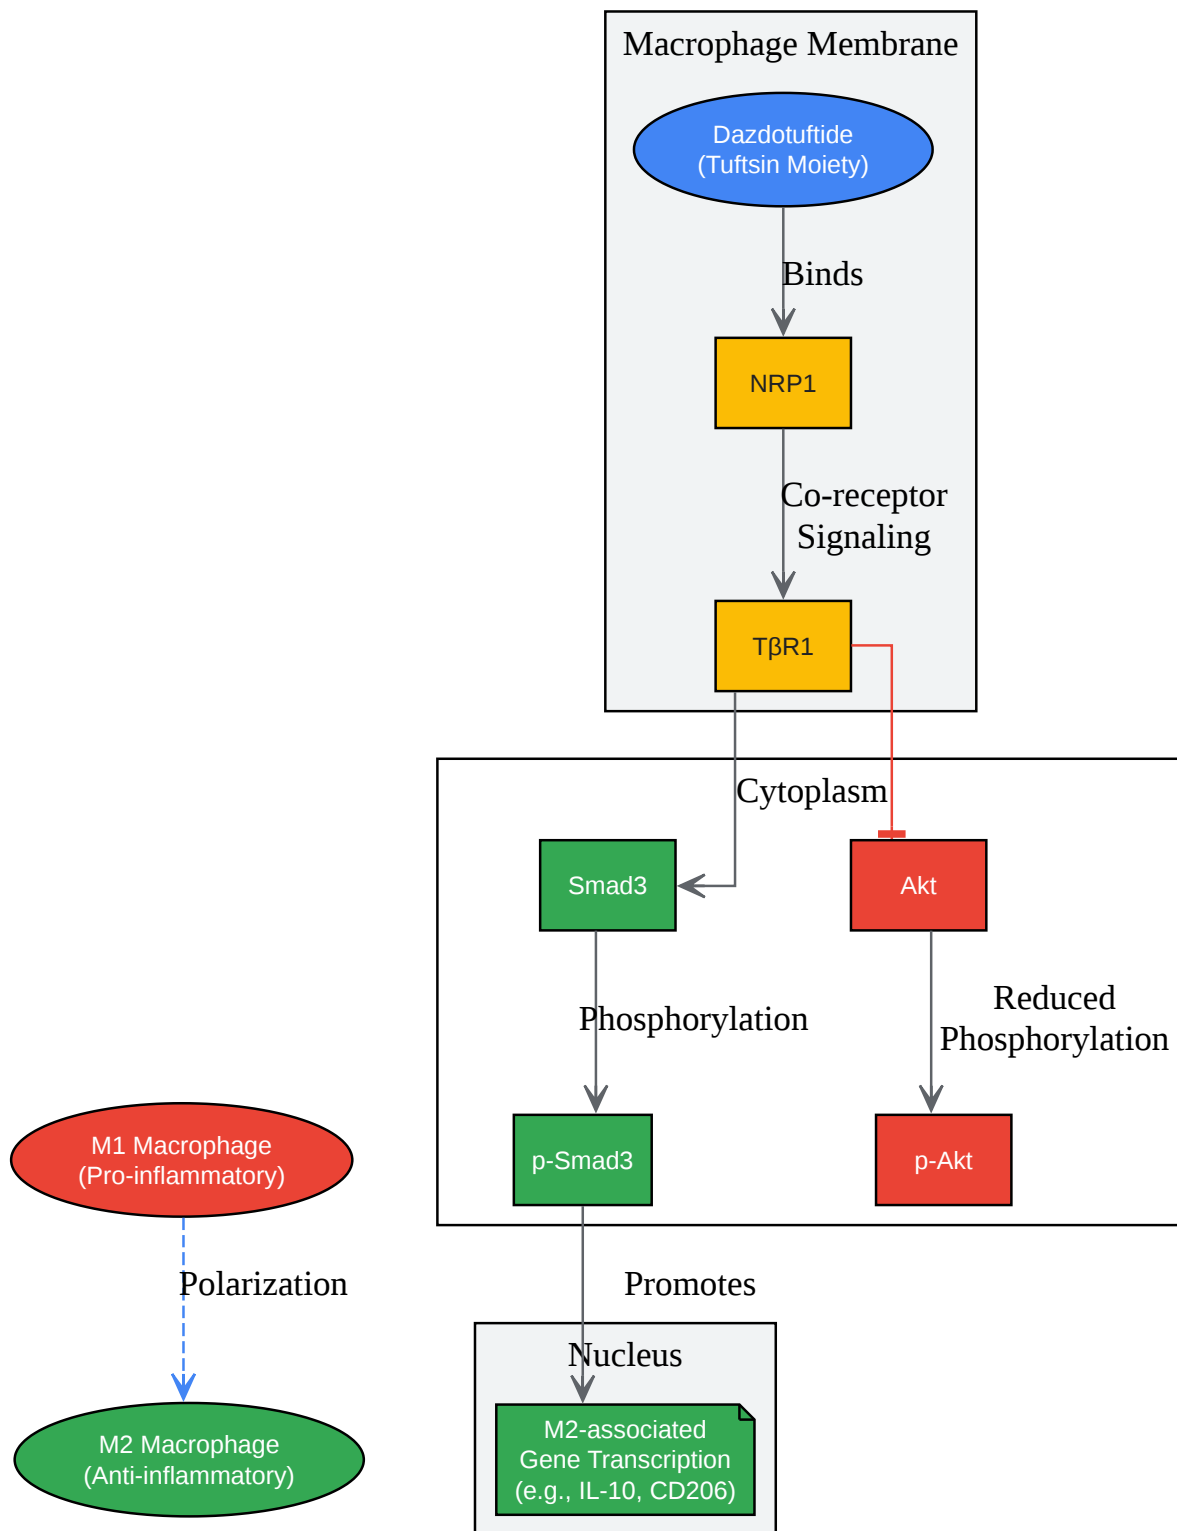 Macrophage Membrane
Dazdotuftide
(Tuftsin Moiety)
Binds
NRP1
Co-receptor
Signaling
TβR1
Cytoplasm
Smad3
Akt
Phosphorylation
Reduced
Phosphorylation
p-Smad3
p-Akt
M1 Macrophage
(Pro-inflammatory)
Polarization
Promotes
Nucleus
M2 Macrophage
(Anti-inflammatory)
M2-associated
Gene Transcription
(e.g., IL-10, CD206)